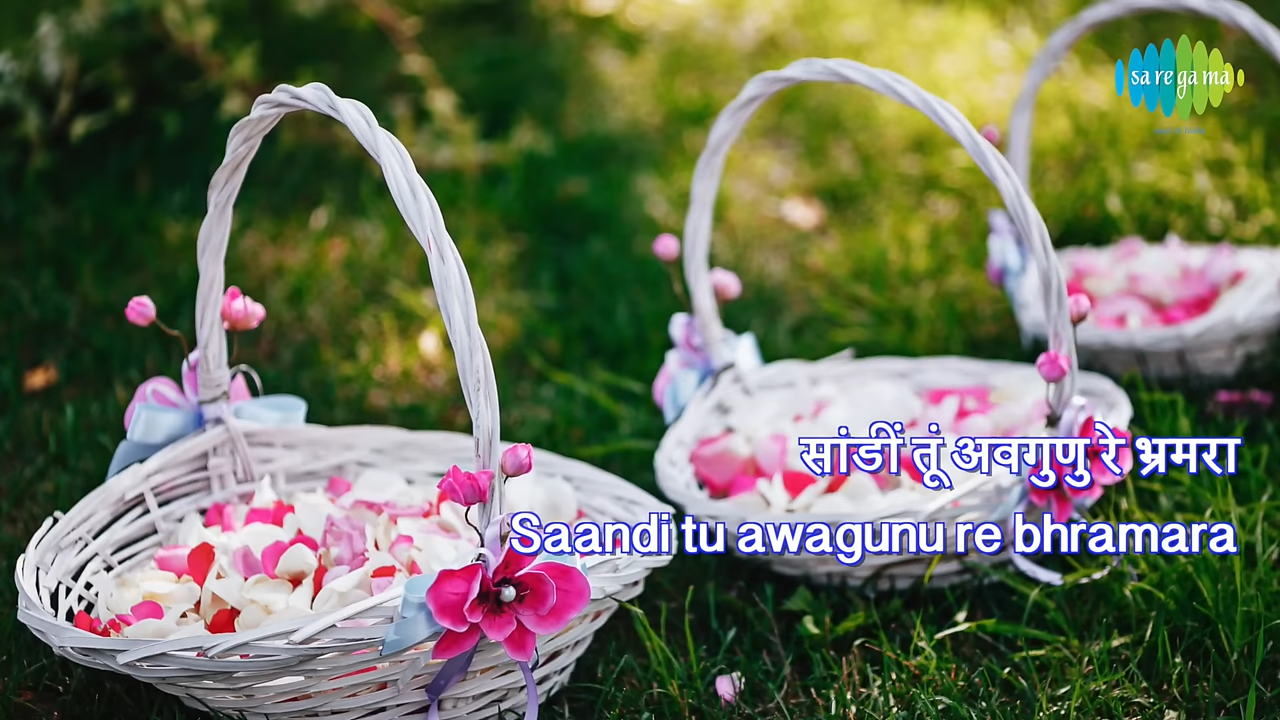 sa re ga ma
सांडीं तूं अवगुणु रे भ्रमरा
Saandi tu awagunu re bhramara